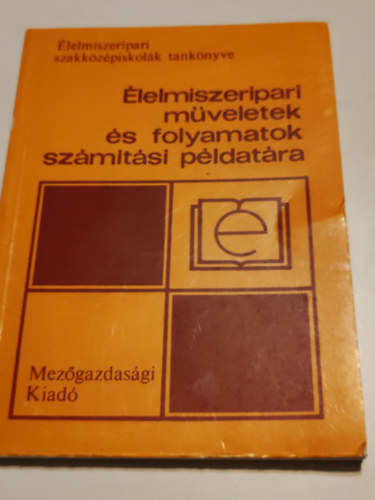 Élelmiszeripari
szakközépiskolák tankönyve
Élelmiszeripari
műveletek
és folyamatok
számítási példatára
e
Mezőgazdasági
Kiadó